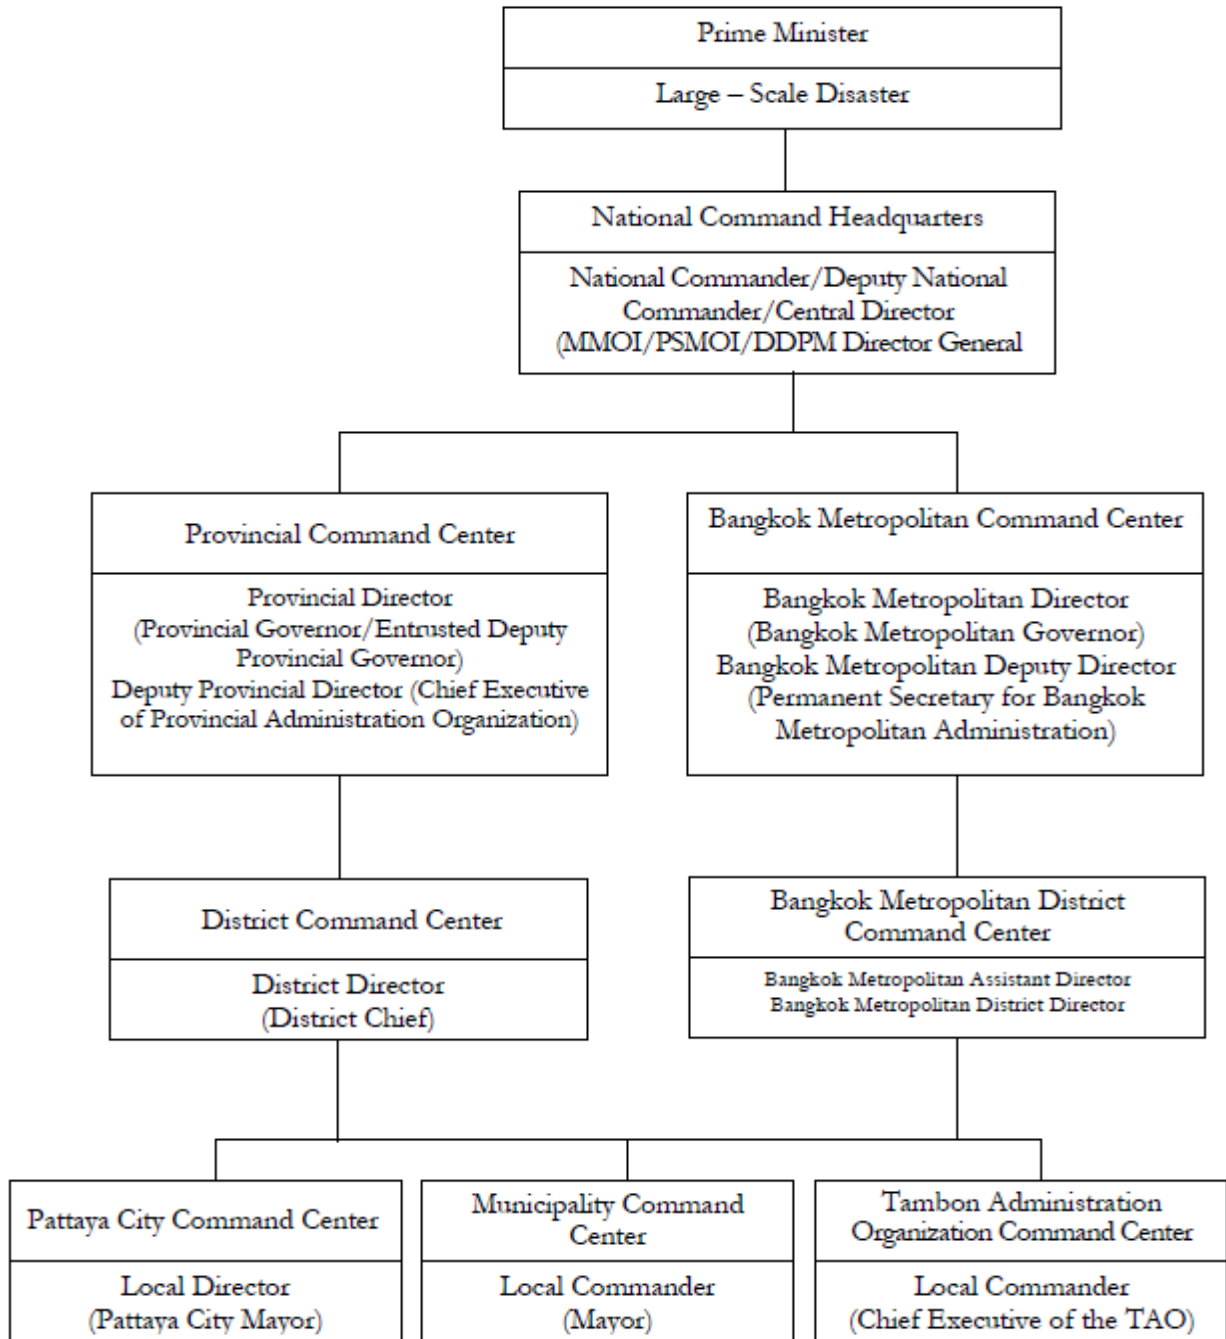 Prime Minister
Large – Scale Disaster
National Command Headquarters
National Commander/Deputy National
Commander/Central Director
(MMOI/PSMOI/DDPM Director General
Provincial Command Center
Provincial Director
(Provincial Governor/Entrusted Deputy
Provincial Governor)
Deputy Provincial Director (Chief Executive
of Provincial Administration Organization)
Bangkok Metropolitan Command Center
Bangkok Metropolitan Director
(Bangkok Metropolitan Governor)
Bangkok Metropolitan Deputy Director
(Permanent Secretary for Bangkok
Metropolitan Administration)
District Command Center
District Director
(District Chief)
Bangkok Metropolitan District
Command Center
Bangkok Metropolitan Assistant Director
Bangkok Metropolitan District Director
Pattaya City Command Center
Local Director
(Pattaya City Mayor)
Municipality Command
Center
Local Commander
(Mayor)
Tambon Administration
Organization Command Center
Local Commander
(Chief Executive of the TAO)